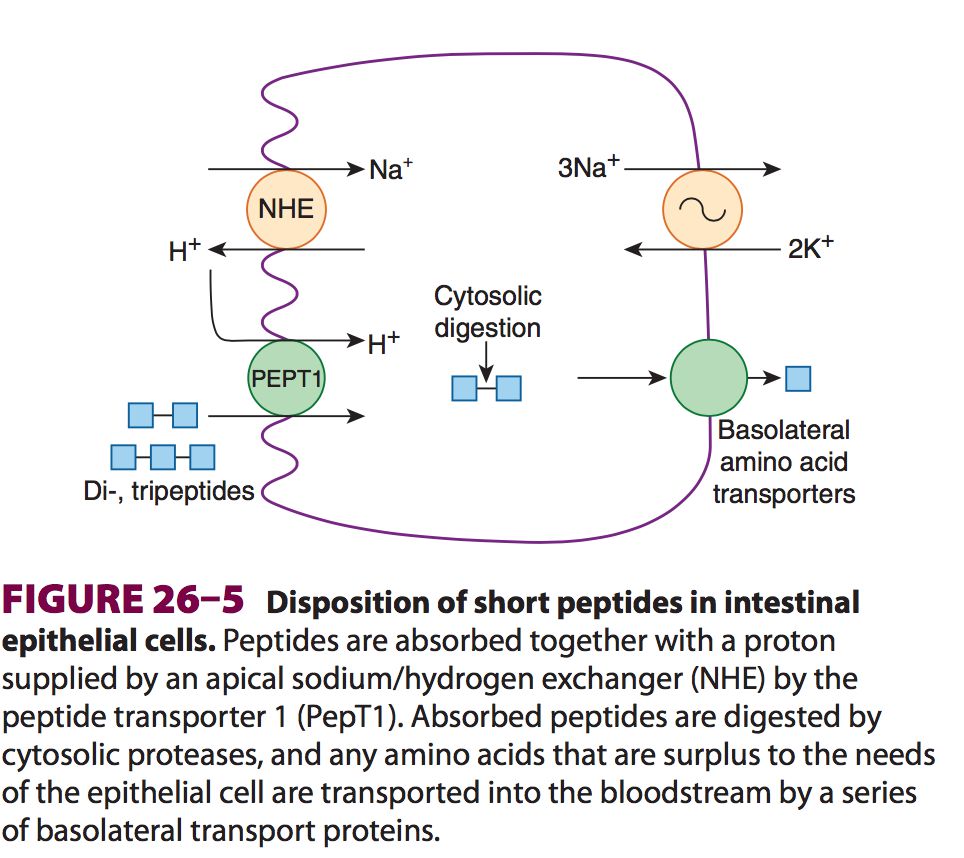 Na⁺
3Na⁺
NHE
H⁺
2K⁺
Cytosolic
digestion
H⁺
PEPT1
Basolateral
amino acid
transporters
Di-, tripeptides
FIGURE 26–5 Disposition of short peptides in intestinal
epithelial cells. Peptides are absorbed together with a proton
supplied by an apical sodium/hydrogen exchanger (NHE) by the
peptide transporter 1 (PepT1). Absorbed peptides are digested by
cytosolic proteases, and any amino acids that are surplus to the needs
of the epithelial cell are transported into the bloodstream by a series
of basolateral transport proteins.